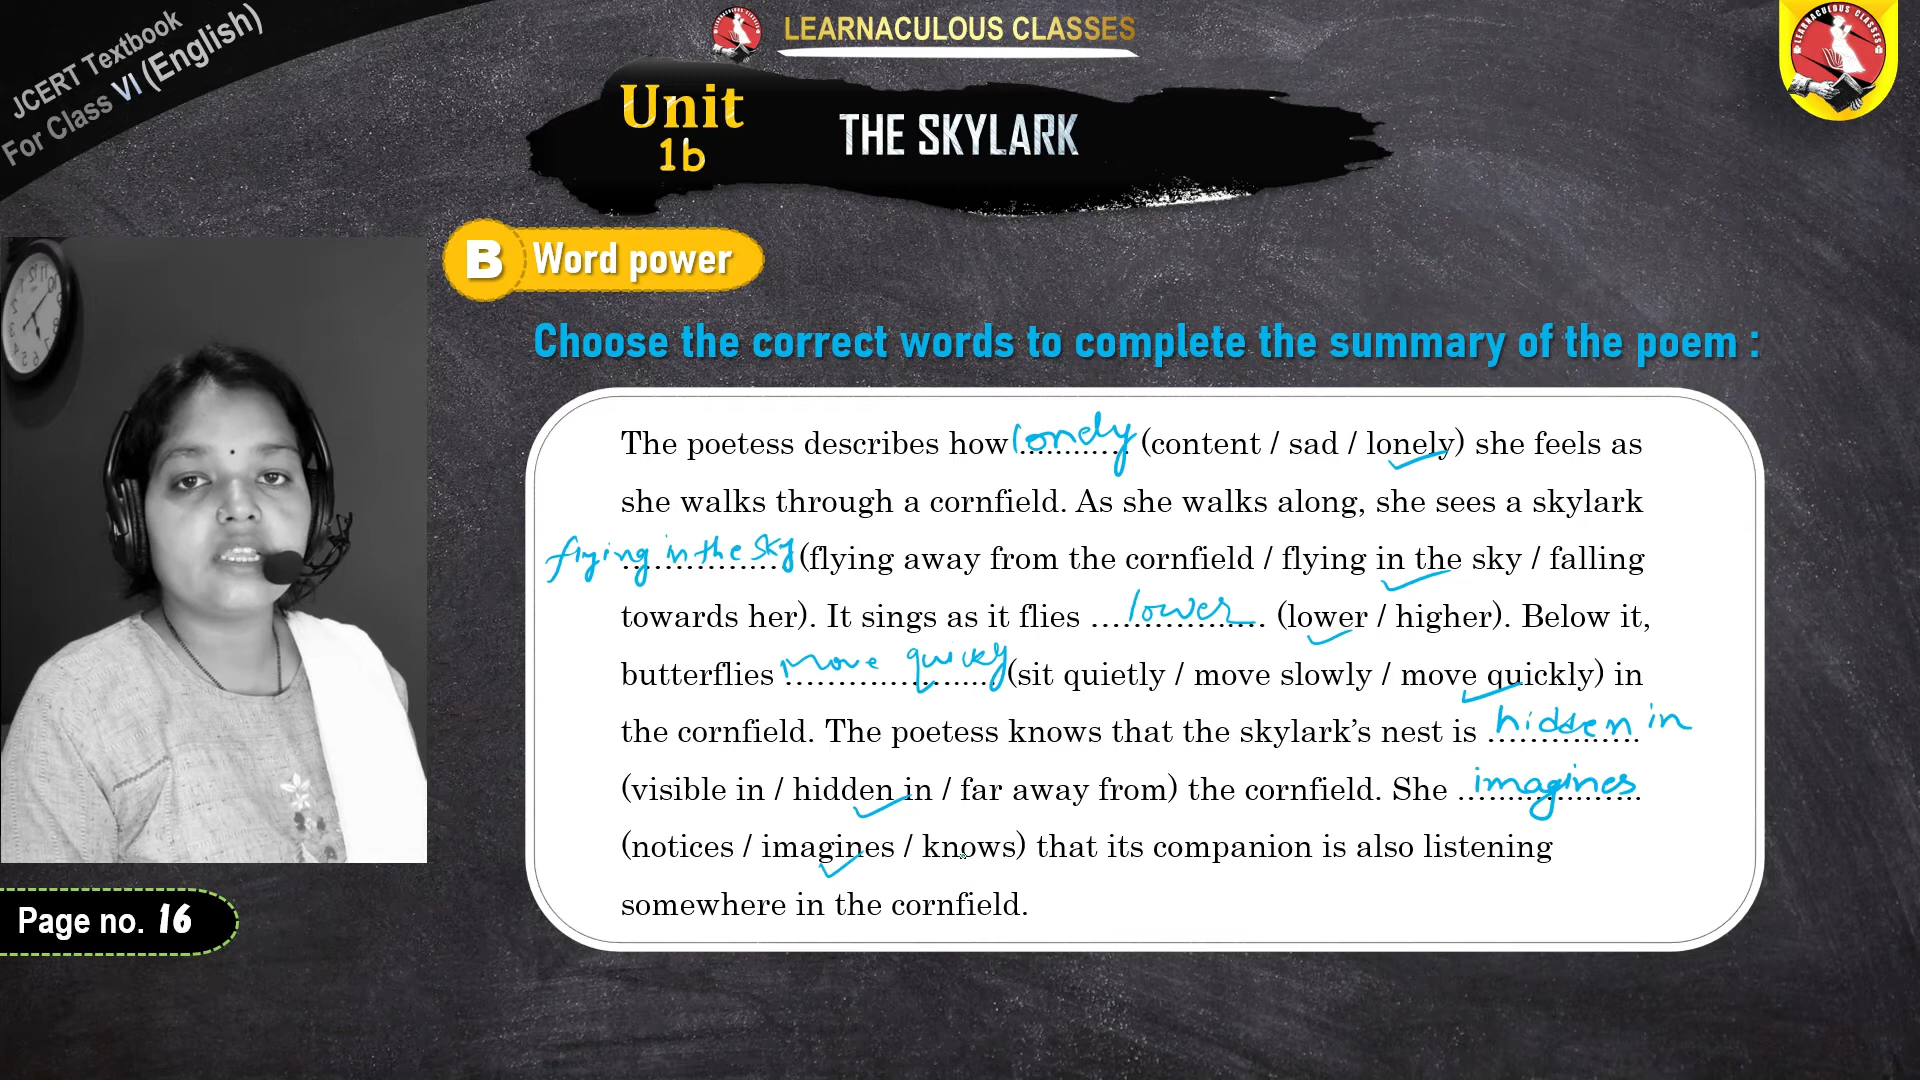 JCERT Textbook
For Class VI (English)
LEARNACULOUS CLASSES
LEARNACULOUS CLASSES
Unit
1b
THE SKYLARK
B Word power
Choose the correct words to complete the summary of the poem :
The poetess describes how lonely (content / sad / lonely) she feels as
she walks through a cornfield. As she walks along, she sees a skylark
flying in the sky (flying away from the cornfield / flying in the sky / falling
towards her). It sings as it flies lower (lower / higher). Below it,
butterflies move quickly (sit quietly / move slowly / move quickly) in
the cornfield. The poetess knows that the skylark’s nest is hidden in
(visible in / hidden in / far away from) the cornfield. She imagines
(notices / imagines / knows) that its companion is also listening
somewhere in the cornfield.
Page no. 16